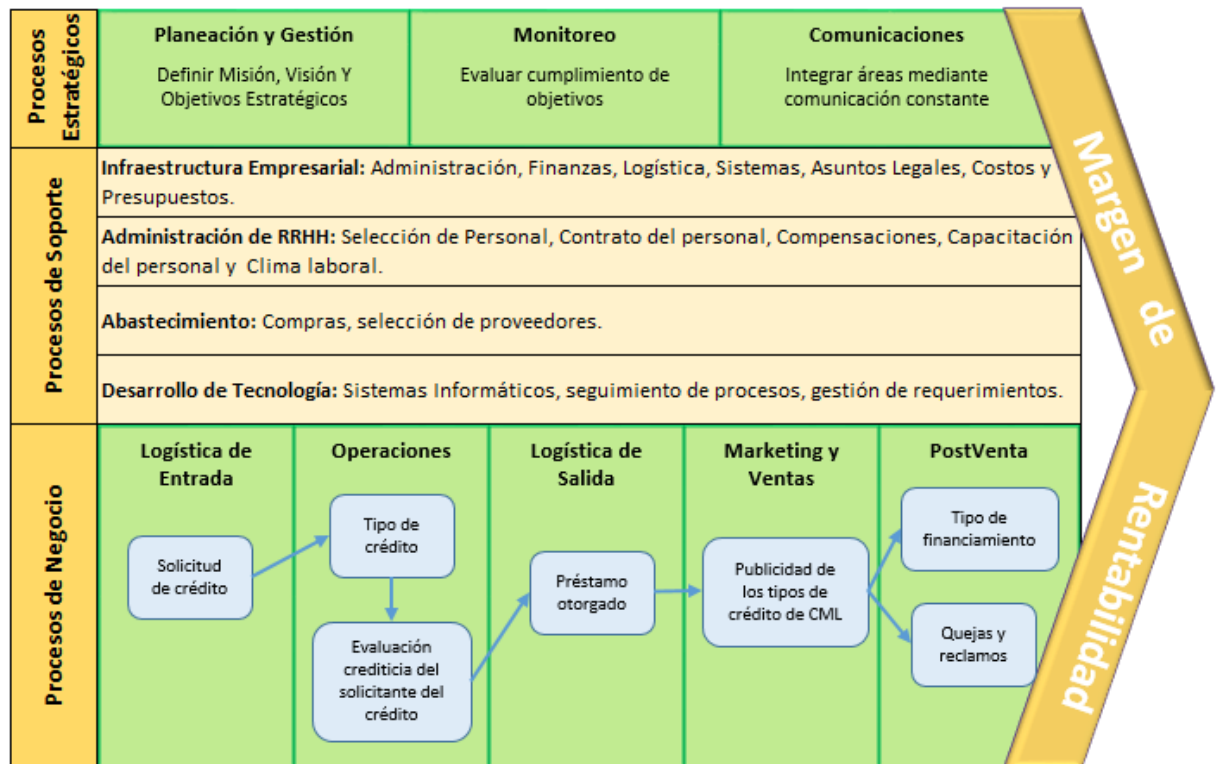 Procesos
Estratégicos
Planeación y Gestión
Definir Misión, Visión Y
Objetivos Estratégicos
Monitoreo
Evaluar cumplimiento de
objetivos
Comunicaciones
Integrar áreas mediante
comunicación constante
Procesos de Soporte
Infraestructura Empresarial: Administración, Finanzas, Logística, Sistemas, Asuntos Legales, Costos y
Presupuestos.
Administración de RRHH: Selección de Personal, Contrato del personal, Compensaciones, Capacitación
del personal y Clima laboral.
Abastecimiento: Compras, selección de proveedores.
Desarrollo de Tecnología: Sistemas Informáticos, seguimiento de procesos, gestión de requerimientos.
Procesos de Negocio
Logística de
Entrada
Solicitud
de crédito
Operaciones
Tipo de
crédito
Evaluación
crediticia del
solicitante del
crédito
Logística de
Salida
Préstamo
otorgado
Marketing y
Ventas
Publicidad de
los tipos de
crédito de CML
PostVenta
Tipo de
financiamiento
Quejas y
reclamos
Margen de
Rentabilidad